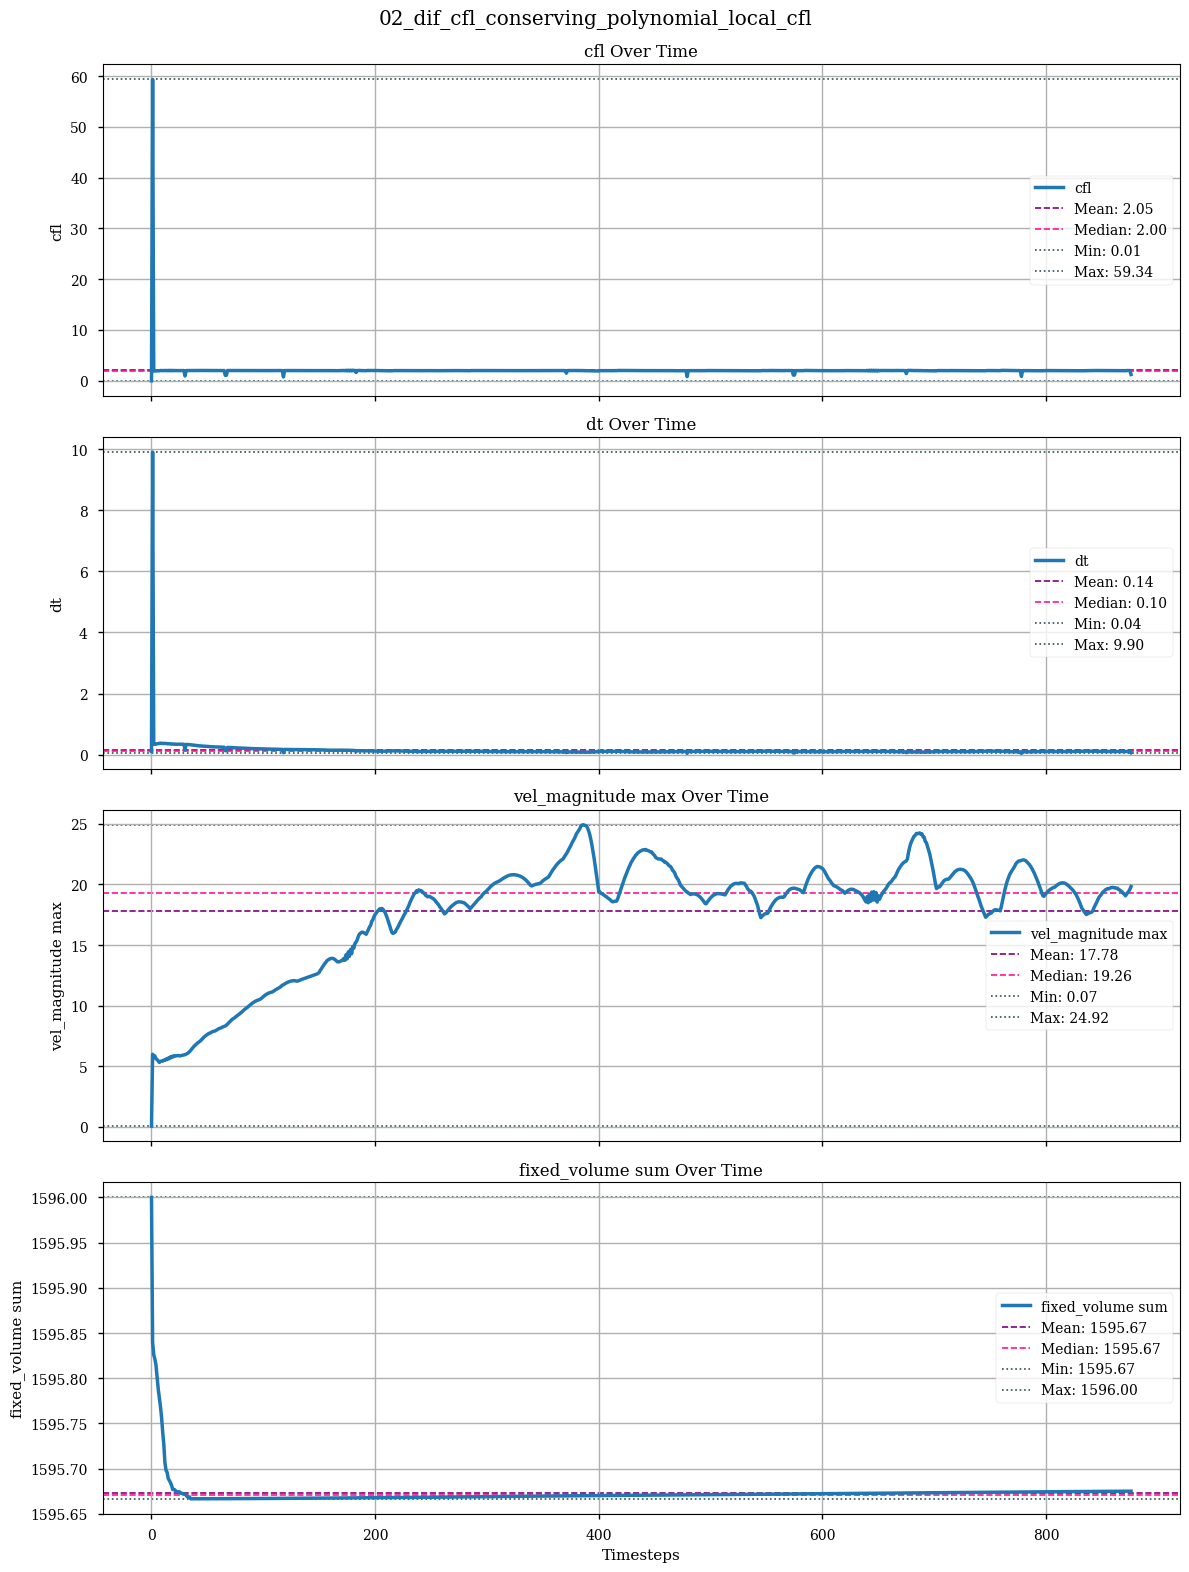 02_dif_cfl_conserving_polynomial_local_cfl
cfl Over Time
60
50
40
30
20
10
0
cfl
cfl
Mean: 2.05
Median: 2.00
Min: 0.01
Max: 59.34
dt Over Time
10
8
6
4
2
0
dt
dt
Mean: 0.14
Median: 0.10
Min: 0.04
Max: 9.90
vel_magnitude max Over Time
25
20
15
10
5
0
vel_magnitude max
vel_magnitude max
Mean: 17.78
Median: 19.26
Min: 0.07
Max: 24.92
fixed_volume sum Over Time
1596.00
1595.95
1595.90
1595.85
1595.80
1595.75
1595.70
1595.65
fixed_volume sum
fixed_volume sum
Mean: 1595.67
Median: 1595.67
Min: 1595.67
Max: 1596.00
0 200 400 600 800
Timesteps